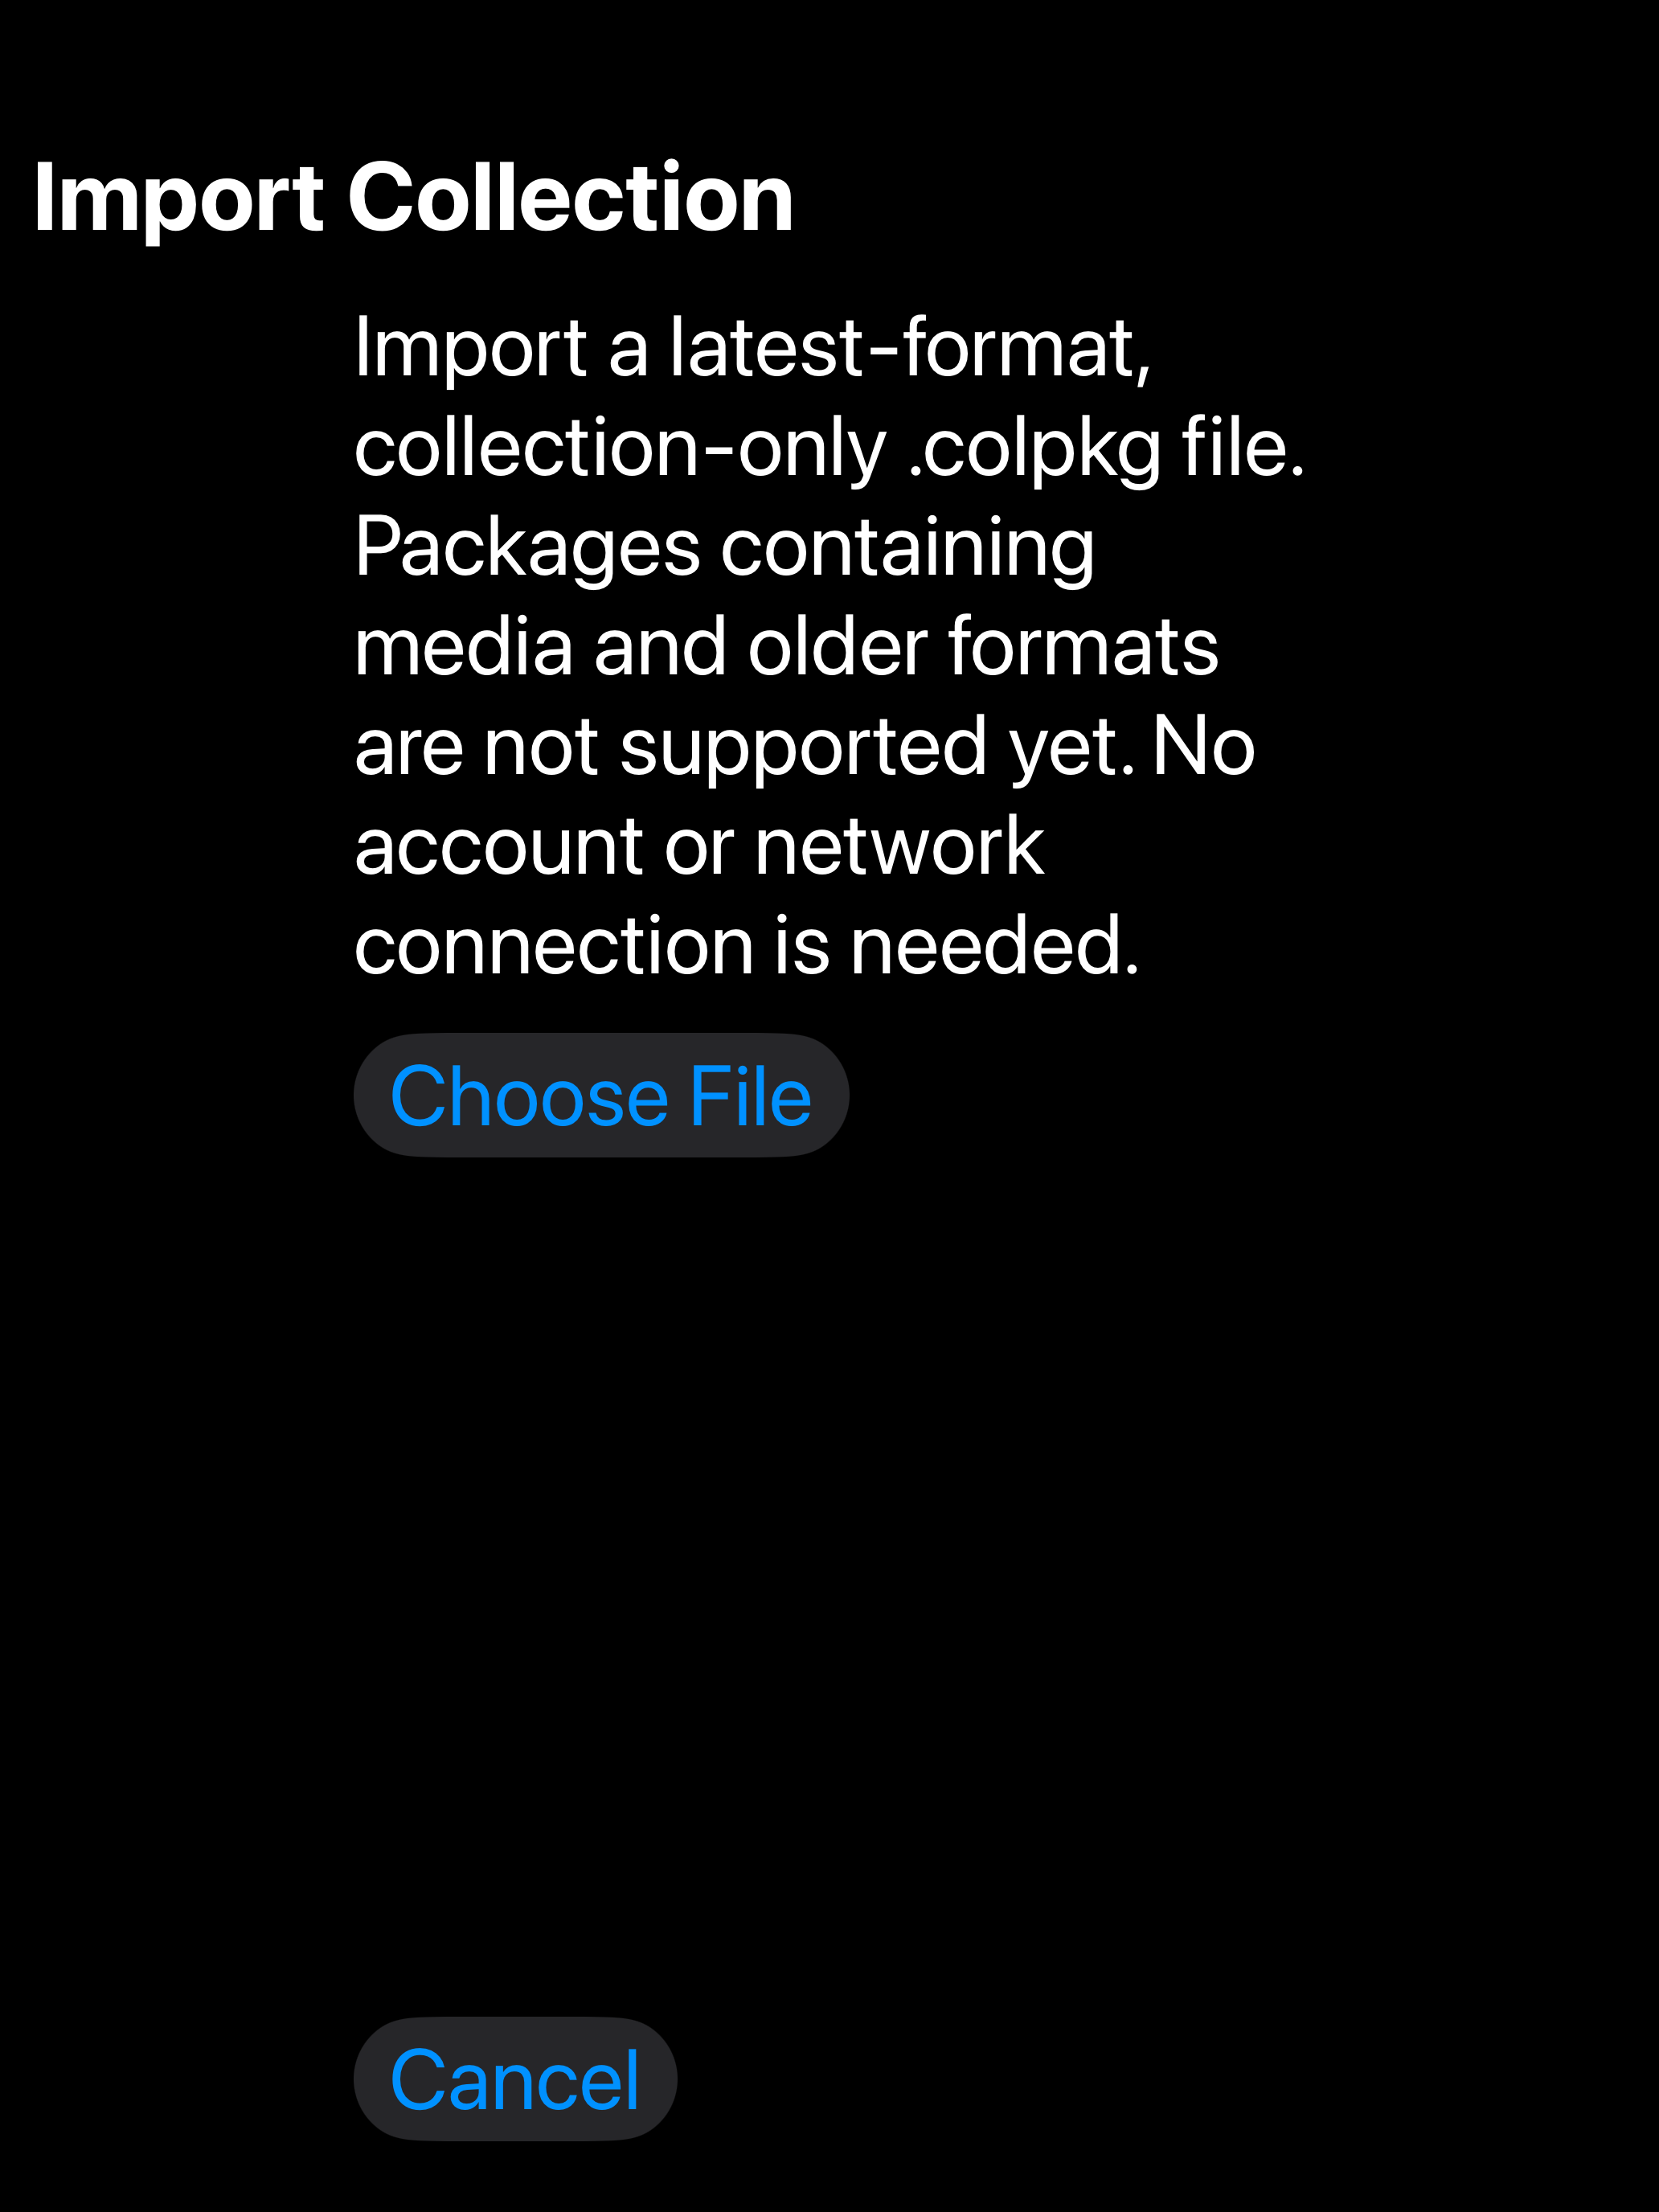 Import Collection
Import a latest-format,
collection-only .colpkg file.
Packages containing
media and older formats
are not supported yet. No
account or network
connection is needed.
Choose File
Cancel